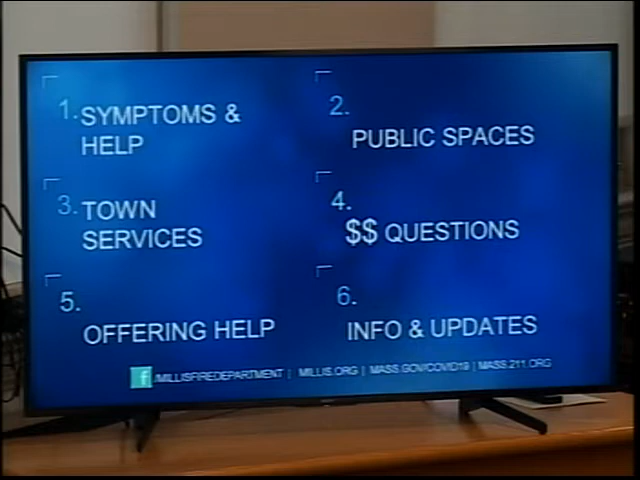 1. SYMPTOMS &
HELP
2.
PUBLIC SPACES
3. TOWN
SERVICES
4.
$$ QUESTIONS
5.
OFFERING HELP
6.
INFO & UPDATES
f /MILLISFIREDEPARTMENT | MILLIS.ORG | MASS.GOV/COVID19 | MASS.211.ORG